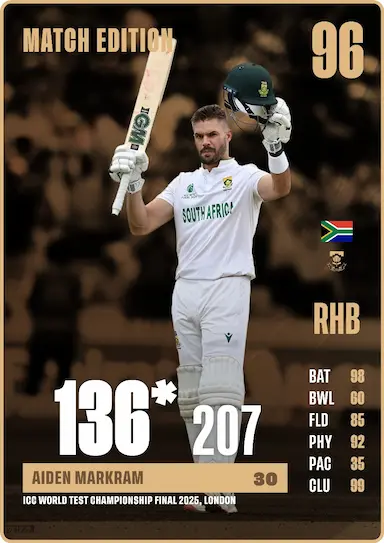 MATCH EDITION
96
GM
SOUTH AFRICA
RHB
136* 207
BAT 98
BWL 60
FLD 85
PHY 92
PAC 35
CLU 99
AIDEN MARKRAM 30
ICC WORLD TEST CHAMPIONSHIP FINAL 2025, LONDON